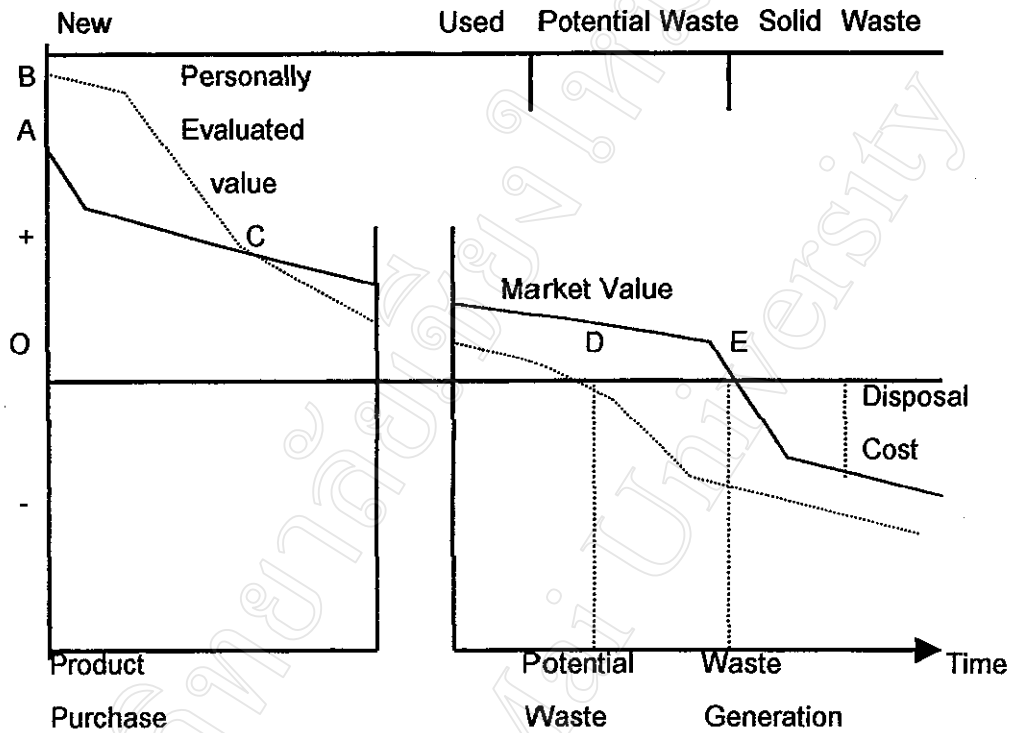 New Used Potential Waste Solid Waste
B
Personally
A
Evaluated
value
+
C
Market Value
O
D
E
Disposal
Cost
-
Product
Purchase
Potential
Waste
Waste
Generation
Time
University